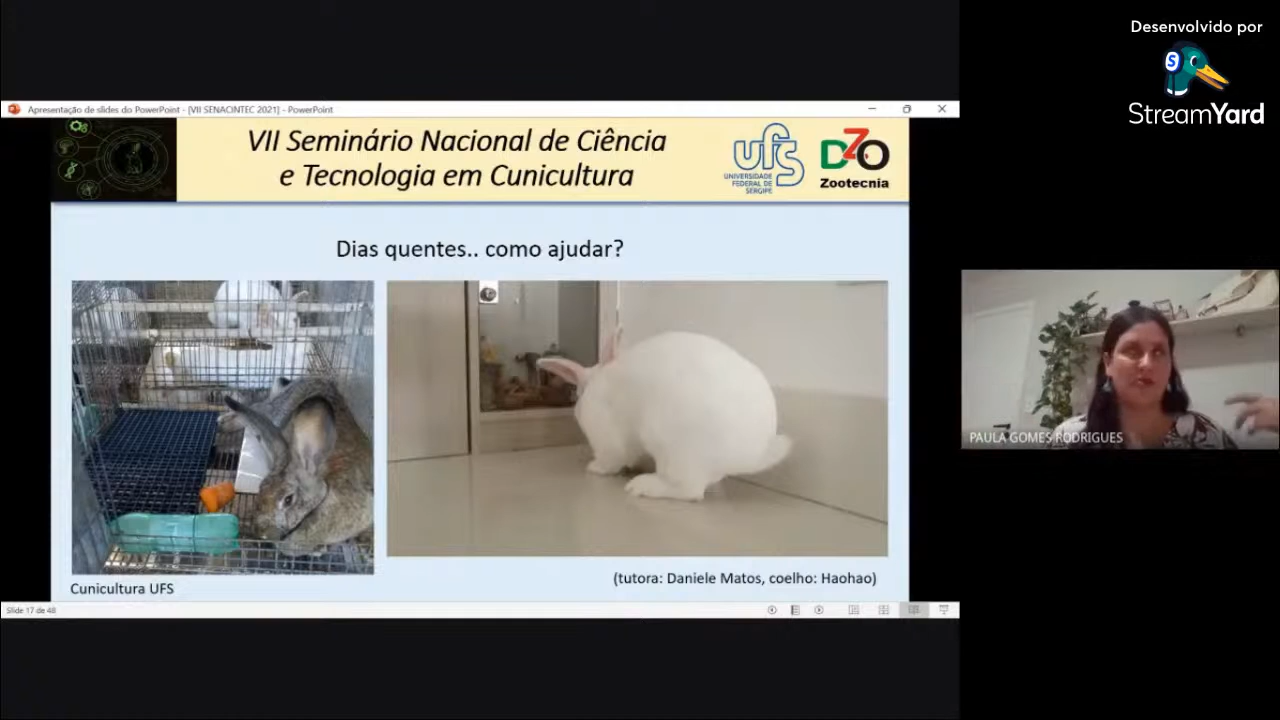 Desenvolvido por
StreamYard
Apresentação de slides do PowerPoint - [VII SENACINTEC 2021] - PowerPoint
VII Seminário Nacional de Ciência
e Tecnologia em Cunicultura
ufs
UNIVERSIDADE
FEDERAL DE
SERGIPE
DZO
Zootecnia
Dias quentes.. como ajudar?
PAULA GOMES RODRIGUES
Cunicultura UFS
(tutora: Daniele Matos, coelho: Haohao)
Slide 17 de 48